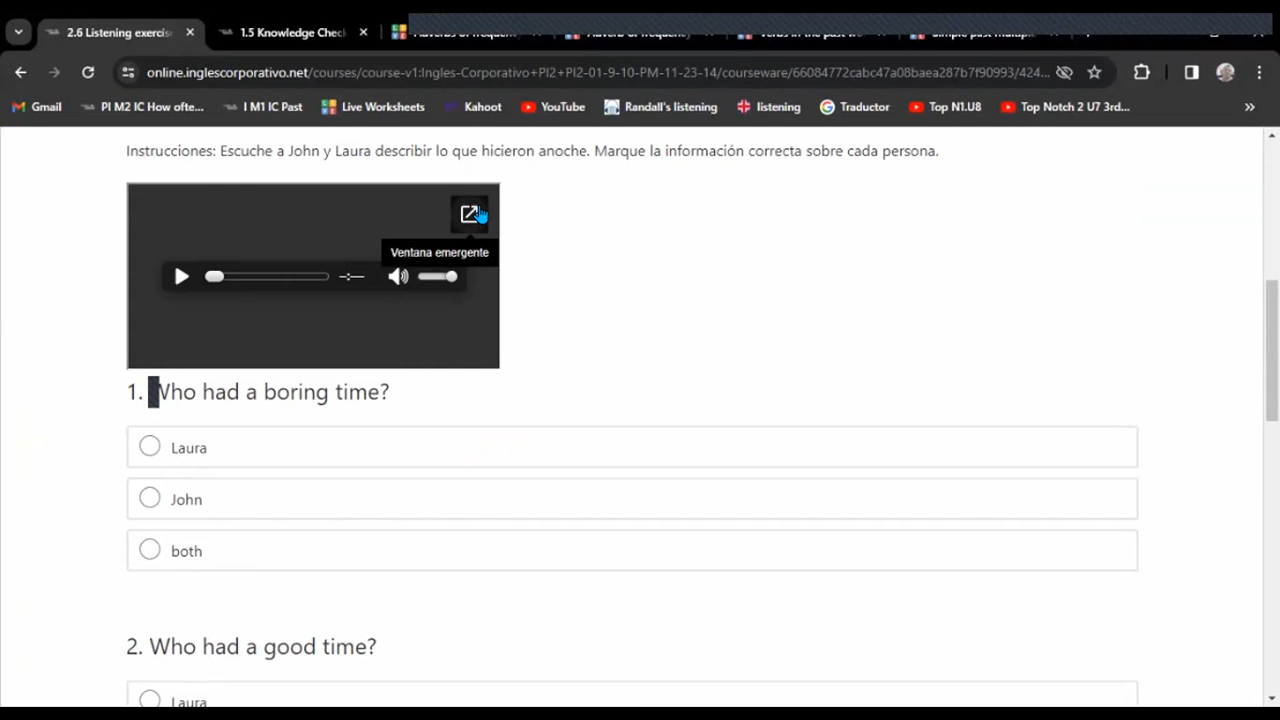 2.6 Listening exercis
1.5 Knowledge Chec
online.inglescorporativo.net/courses/course-v1:Ingles-Corporativo+PI2+PI2-01-9-10-PM-11-23-14/courseware/66084772cabc47a08baea287b7f90993/424...
Gmail PI M2 IC How ofte... I M1 IC Past Live Worksheets Kahoot YouTube Randall's listening listening Traductor Top N1.U8 Top Notch 2 U7 3rd... »
Instrucciones: Escuche a John y Laura describir lo que hicieron anoche. Marque la información correcta sobre cada persona.
Ventana emergente
-:--
1. Who had a boring time?
Laura
John
both
2. Who had a good time?
Laura